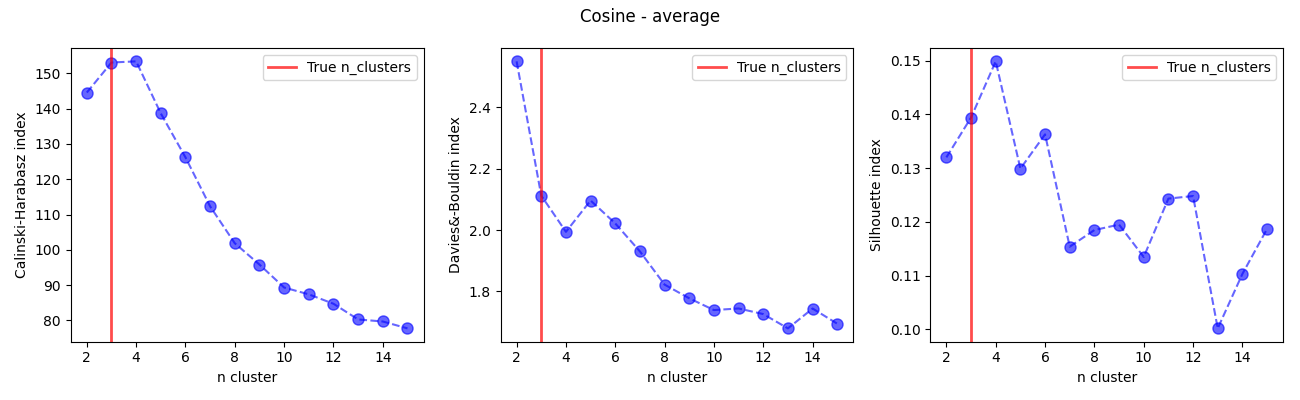 Cosine - average
Calinski-Harabasz index
150
140
130
120
110
100
90
80
True n_clusters
2 4 6 8 10 12 14
n cluster
Davies&-Bouldin index
2.4
2.2
2.0
1.8
True n_clusters
2 4 6 8 10 12 14
n cluster
Silhouette index
0.15
0.14
0.13
0.12
0.11
0.10
True n_clusters
2 4 6 8 10 12 14
n cluster